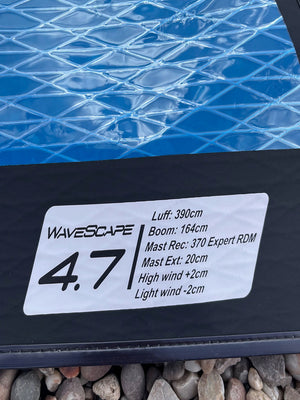 WAVESCAPE
4.7
Luff: 390cm
Boom: 164cm
Mast Rec: 370 Expert RDM
Mast Ext: 20cm
High wind +2cm
Light wind -2cm